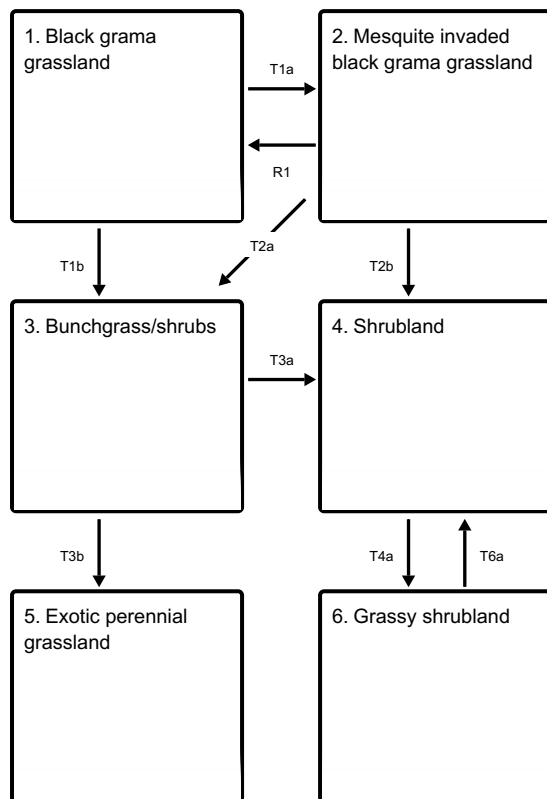 1. Black grama
grassland
T1a
2. Mesquite invaded
black grama grassland
R1
T1b
T2a
T2b
3. Bunchgrass/shrubs
T3a
4. Shrubland
T3b
T4a
T6a
5. Exotic perennial
grassland
6. Grassy shrubland